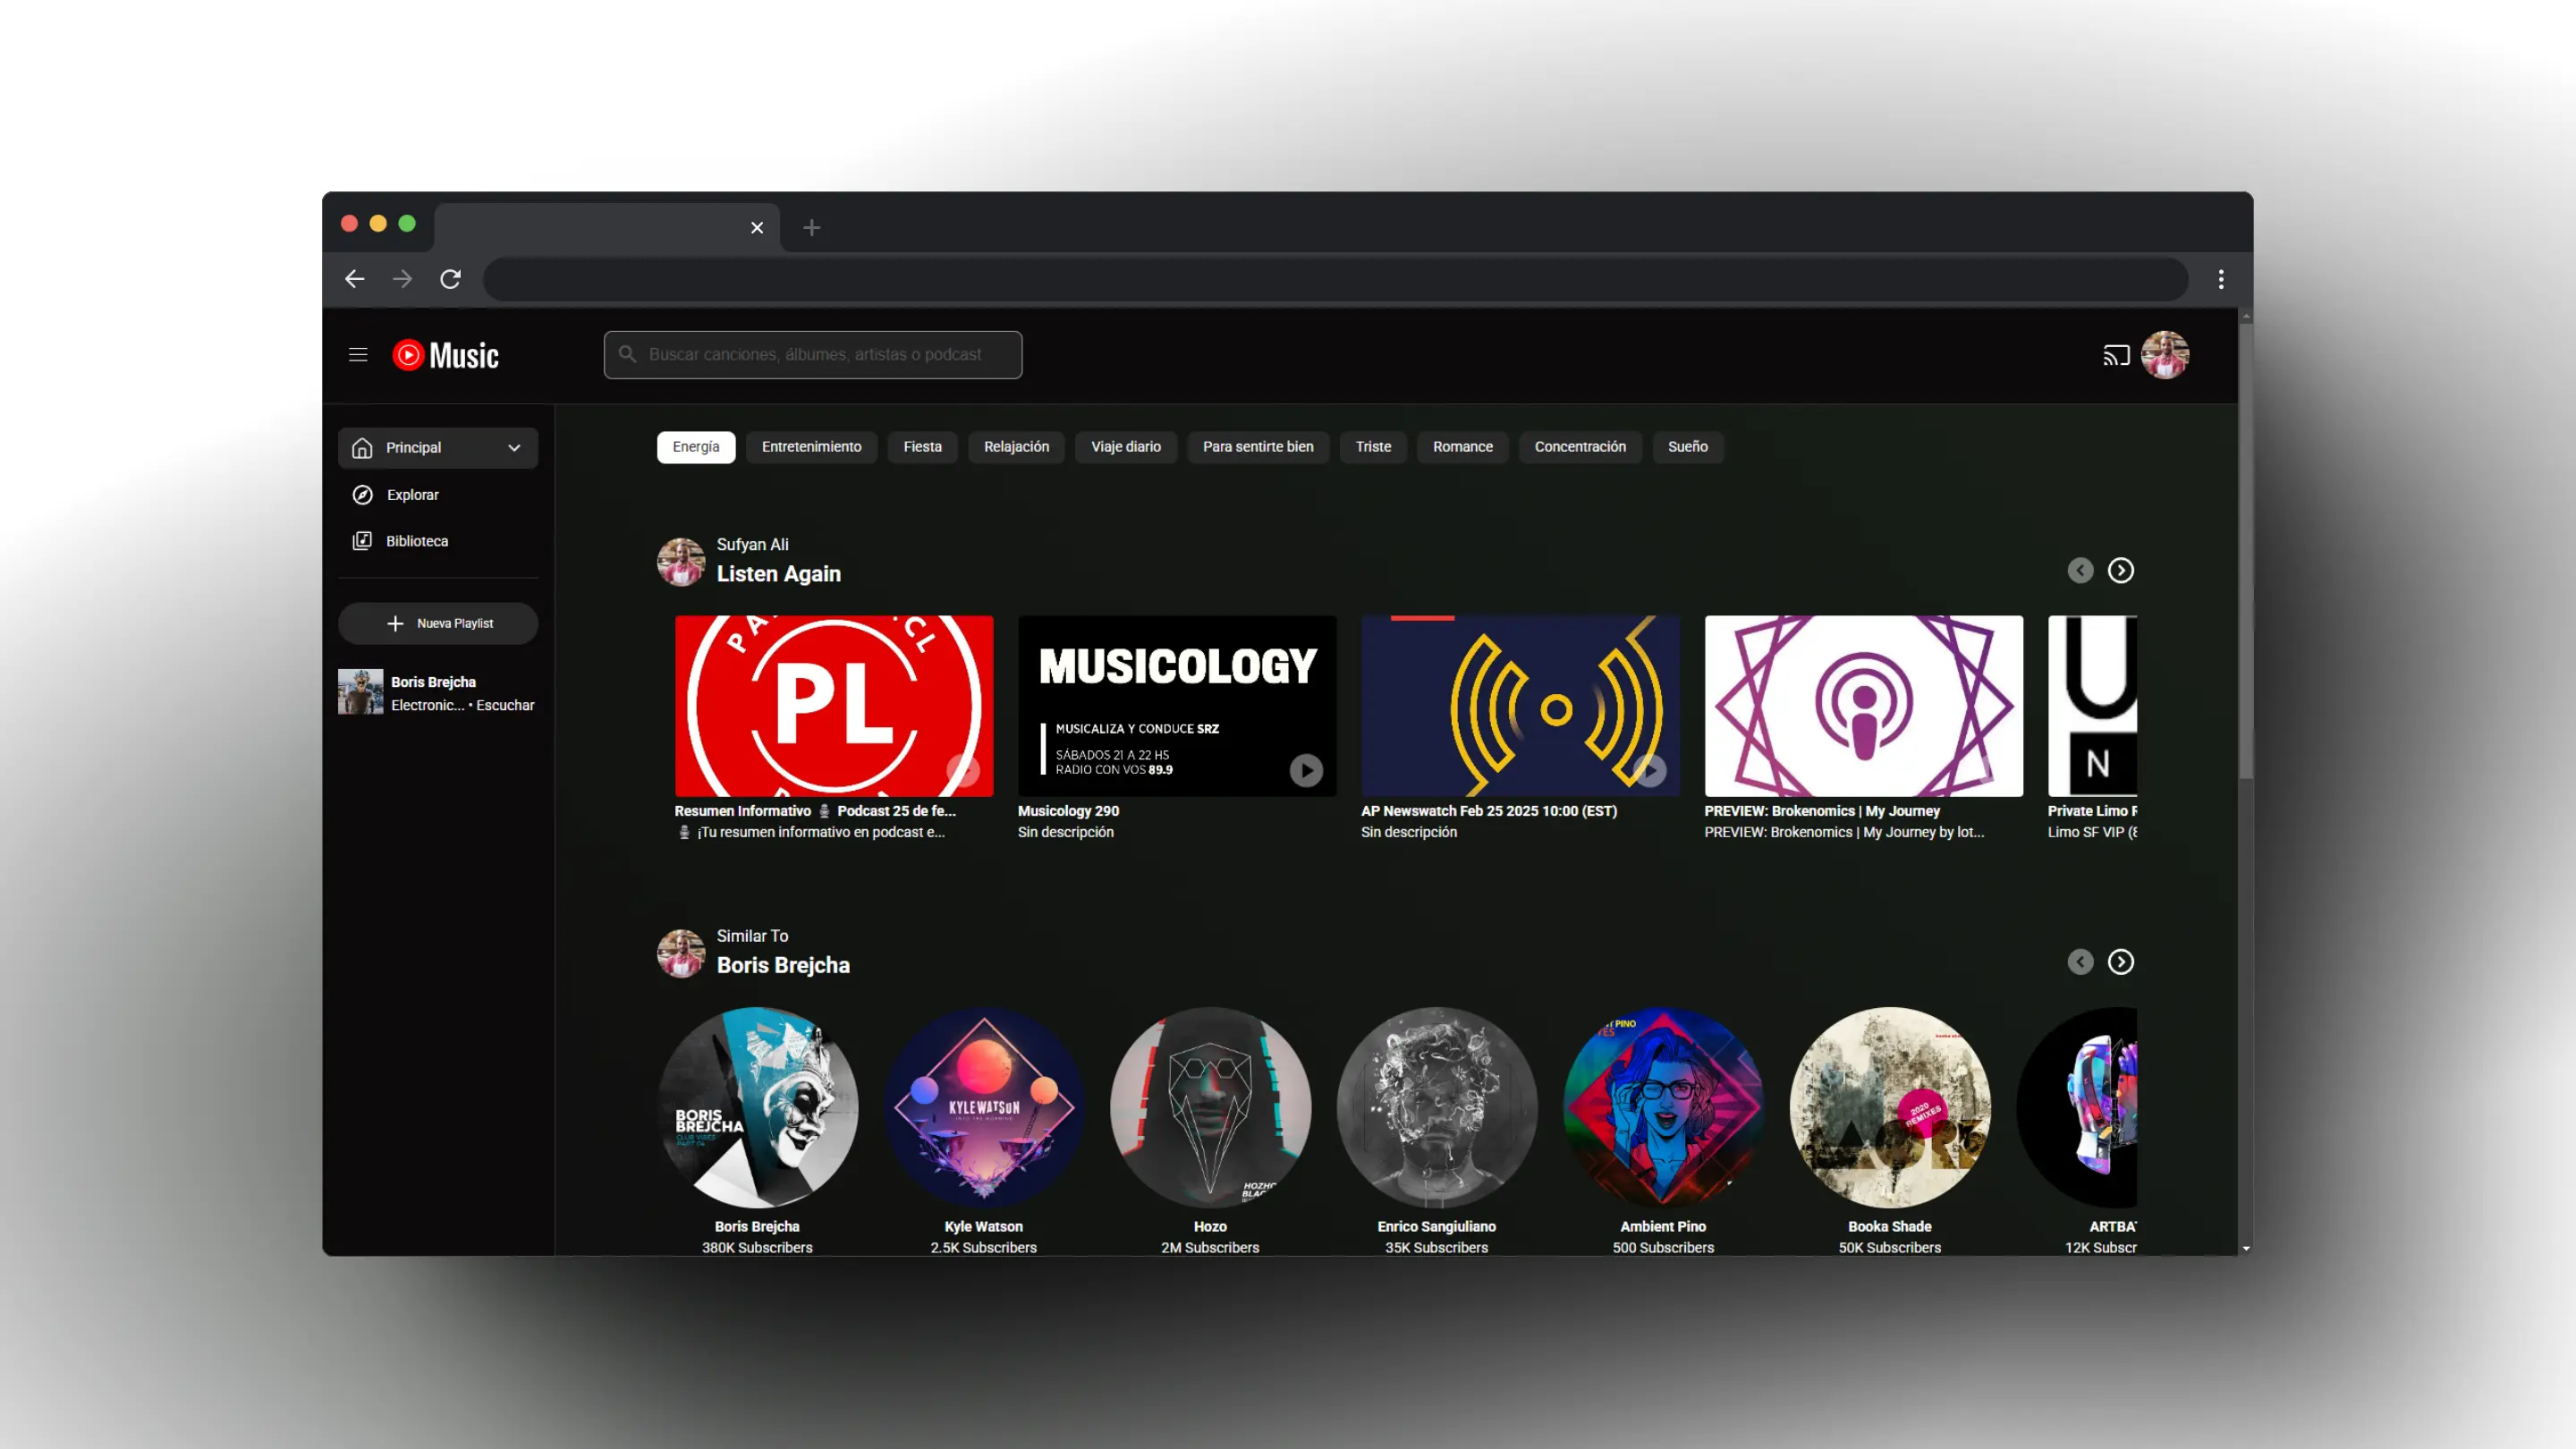 Music
Buscar canciones, álbumes, artistas o podcast
Principal
Explorar
Biblioteca
Nueva Playlist
Boris Brejcha
Electronic... • Escuchar
Energía
Entretenimiento
Fiesta
Relajación
Viaje diario
Para sentirte bien
Triste
Romance
Concentración
Sueño
Sufyan Ali
Listen Again
PL
MUSICOLOGY
MUSICALIZA Y CONDUCE SRZ
SÁBADOS 21 A 22 HS
RADIO CON VOS 89.9
U
N
Resumen Informativo 🎙 Podcast 25 de fe...
🎙 ¡Tu resumen informativo en podcast e...
Musicology 290
Sin descripción
AP Newswatch Feb 25 2025 10:00 (EST)
Sin descripción
PREVIEW: Brokenomics | My Journey
PREVIEW: Brokenomics | My Journey by lot...
Private Limo
Limo SF VIP
Similar To
Boris Brejcha
BORIS
BREJCHA
CLUB VIBES
PART 04
KYLE WATSON
PINO
2020
REMIXES
Boris Brejcha
380K Subscribers
Kyle Watson
2.5K Subscribers
Hozo
2M Subscribers
Enrico Sangiuliano
35K Subscribers
Ambient Pino
500 Subscribers
Booka Shade
50K Subscribers
ARTBA
12K Subscr